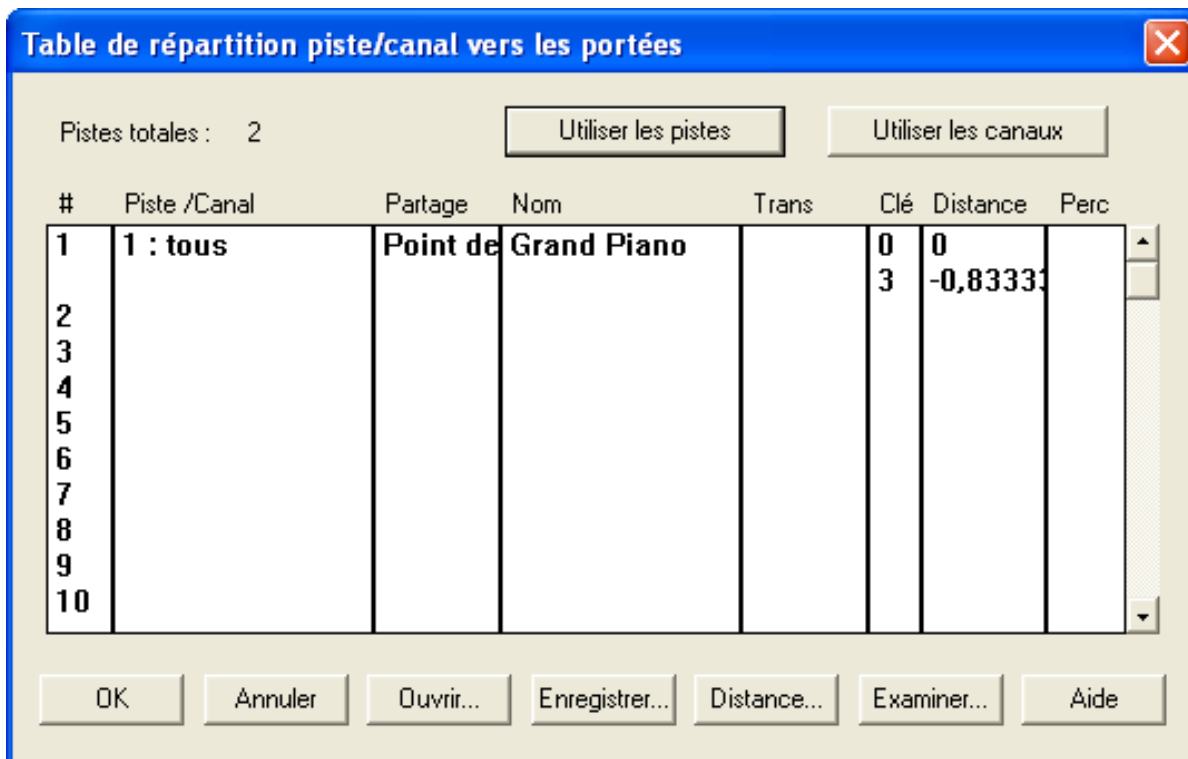 Table de répartition piste/canal vers les portées
Pistes totales : 2 Utiliser les pistes Utiliser les canaux
# Piste /Canal Partage Nom Trans Clé Distance Perc
1 1 : tous Point de Grand Piano 0 0
3 -0,83333
2
3
4
5
6
7
8
9
10
OK Annuler Ouvrir... Enregistrer... Distance... Examiner... Aide